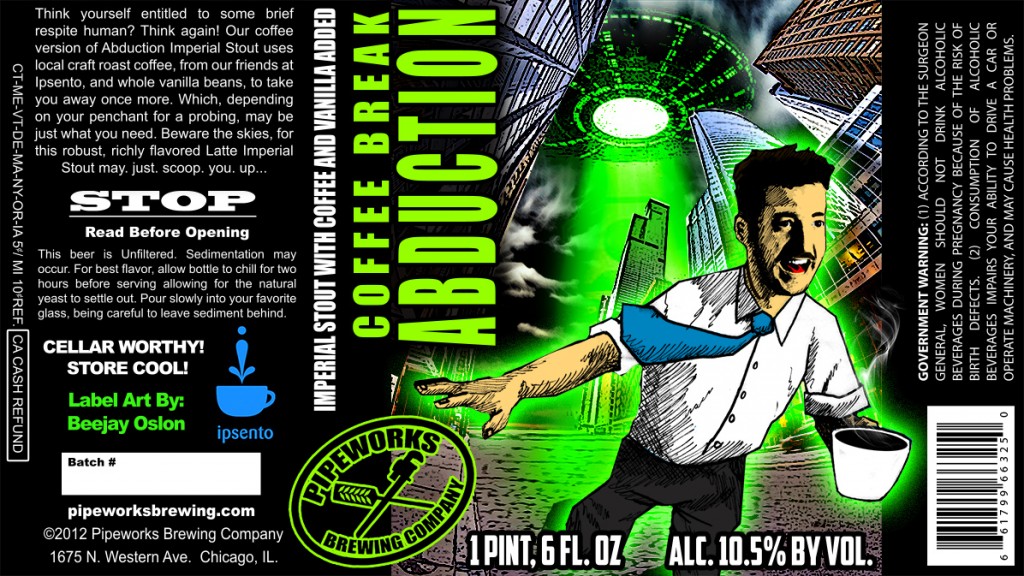 Think yourself entitled to some brief
respite human? Think again! Our coffee
version of Abduction Imperial Stout uses
local craft roast coffee, from our friends at
Ipsento, and whole vanilla beans, to take
you away once more. Which, depending
on your penchant for a probing, may be
just what you need. Beware the skies, for
this robust, richly flavored Latte Imperial
Stout may. just. scoop. you. up...
STOP
Read Before Opening
This beer is Unfiltered. Sedimentation may
occur. For best flavor, allow bottle to chill for two
hours before serving allowing for the natural
yeast to settle out. Pour slowly into your favorite
glass, being careful to leave sediment behind.
CELLAR WORTHY!
STORE COOL!
Label Art By:
Beejay Oslon
ipsento
Batch #
pipeworksbrewing.com
©2012 Pipeworks Brewing Company
1675 N. Western Ave. Chicago, IL.
CT-ME-VT-DE-MA-NY-OR-IA 5¢/ MI 10¢REF. CA CASH REFUND
IMPERIAL STOUT WITH COFFEE AND VANILLA ADDED
COFFEE BREAK
ABDUCTION
PIPEWORKS
BREWING COMPANY
1 PINT, 6 FL. OZ
ALC. 10.5% BY VOL.
GOVERNMENT WARNING: (1) ACCORDING TO THE SURGEON
GENERAL, WOMEN SHOULD NOT DRINK ALCOHOLIC
BEVERAGES DURING PREGNANCY BECAUSE OF THE RISK OF
BIRTH DEFECTS. (2) CONSUMPTION OF ALCOHOLIC
BEVERAGES IMPAIRS YOUR ABILITY TO DRIVE A CAR OR
OPERATE MACHINERY, AND MAY CAUSE HEALTH PROBLEMS.
6 61799 66325 0